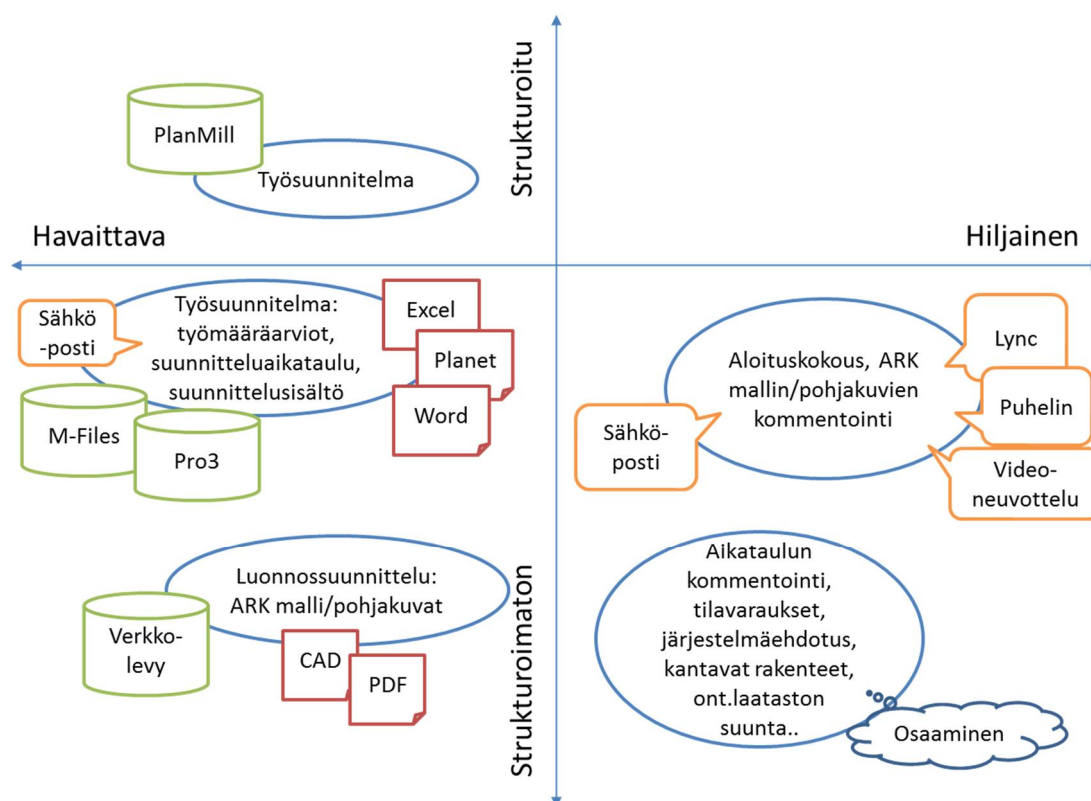 Strukturoitu
PlanMill
Työsuunnitelma
Havaittava
Hiljainen
Sähkö
-posti
Työsuunnitelma:
työmääräarviot,
suunnitteluaikataulu,
suunnittelusisältö
Excel
Planet
Word
M-Files
Pro3
Aloituskokous, ARK
mallin/pohjakuvien
kommentointi
Lync
Puhelin
Video-
neuvottelu
Sähkö-
posti
Strukturoimaton
Luonnossuunnittelu:
ARK malli/pohjakuvat
Verkko-
levy
CAD
PDF
Aikataulun
kommentointi,
tilavaraukset,
järjestelmäehdotus,
kantavat rakenteet,
ont.laataston
suunta..
Osaaminen